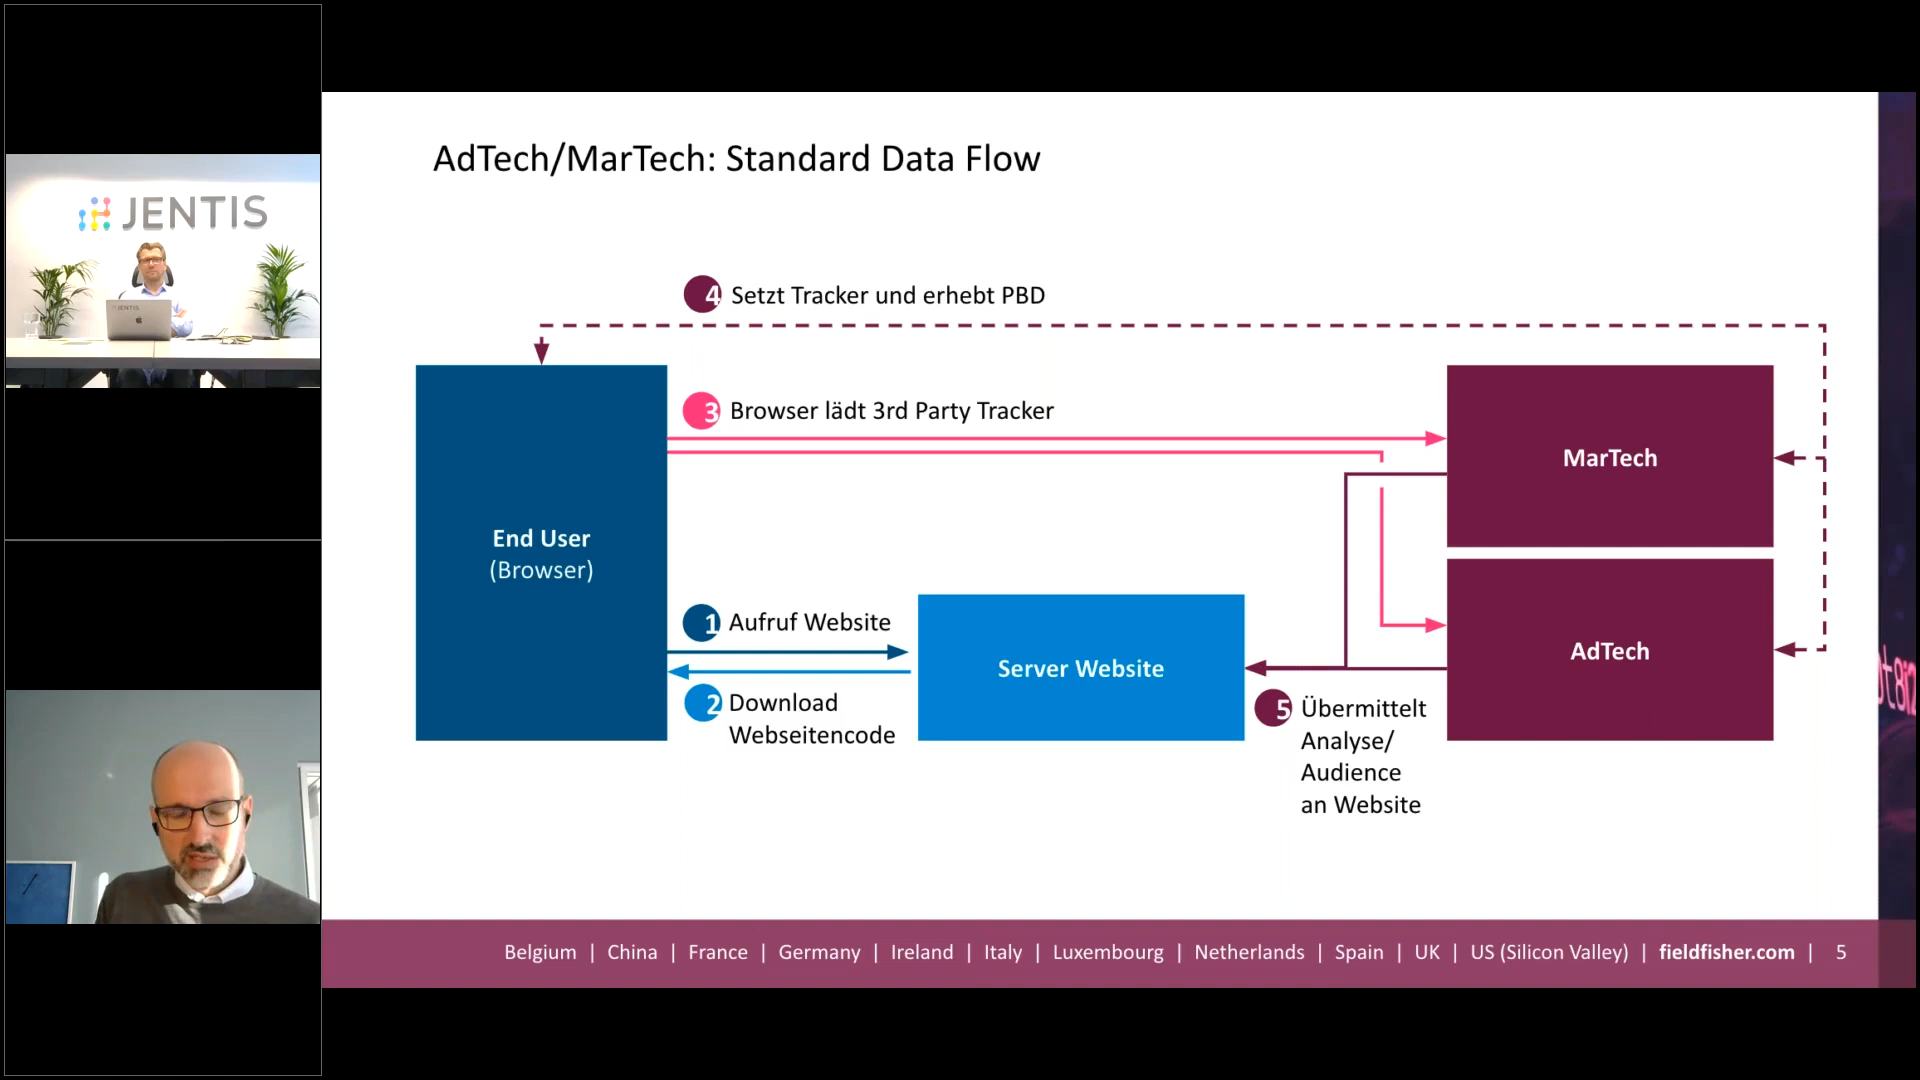 JENTIS
JENTIS
AdTech/MarTech: Standard Data Flow
4 Setzt Tracker und erhebt PBD
3 Browser lädt 3rd Party Tracker
MarTech
End User
(Browser)
1 Aufruf Website
Server Website
AdTech
2 Download
Webseitencode
5 Übermittelt
Analyse/
Audience
an Website
Belgium | China | France | Germany | Ireland | Italy | Luxembourg | Netherlands | Spain | UK | US (Silicon Valley) | fieldfisher.com | 5